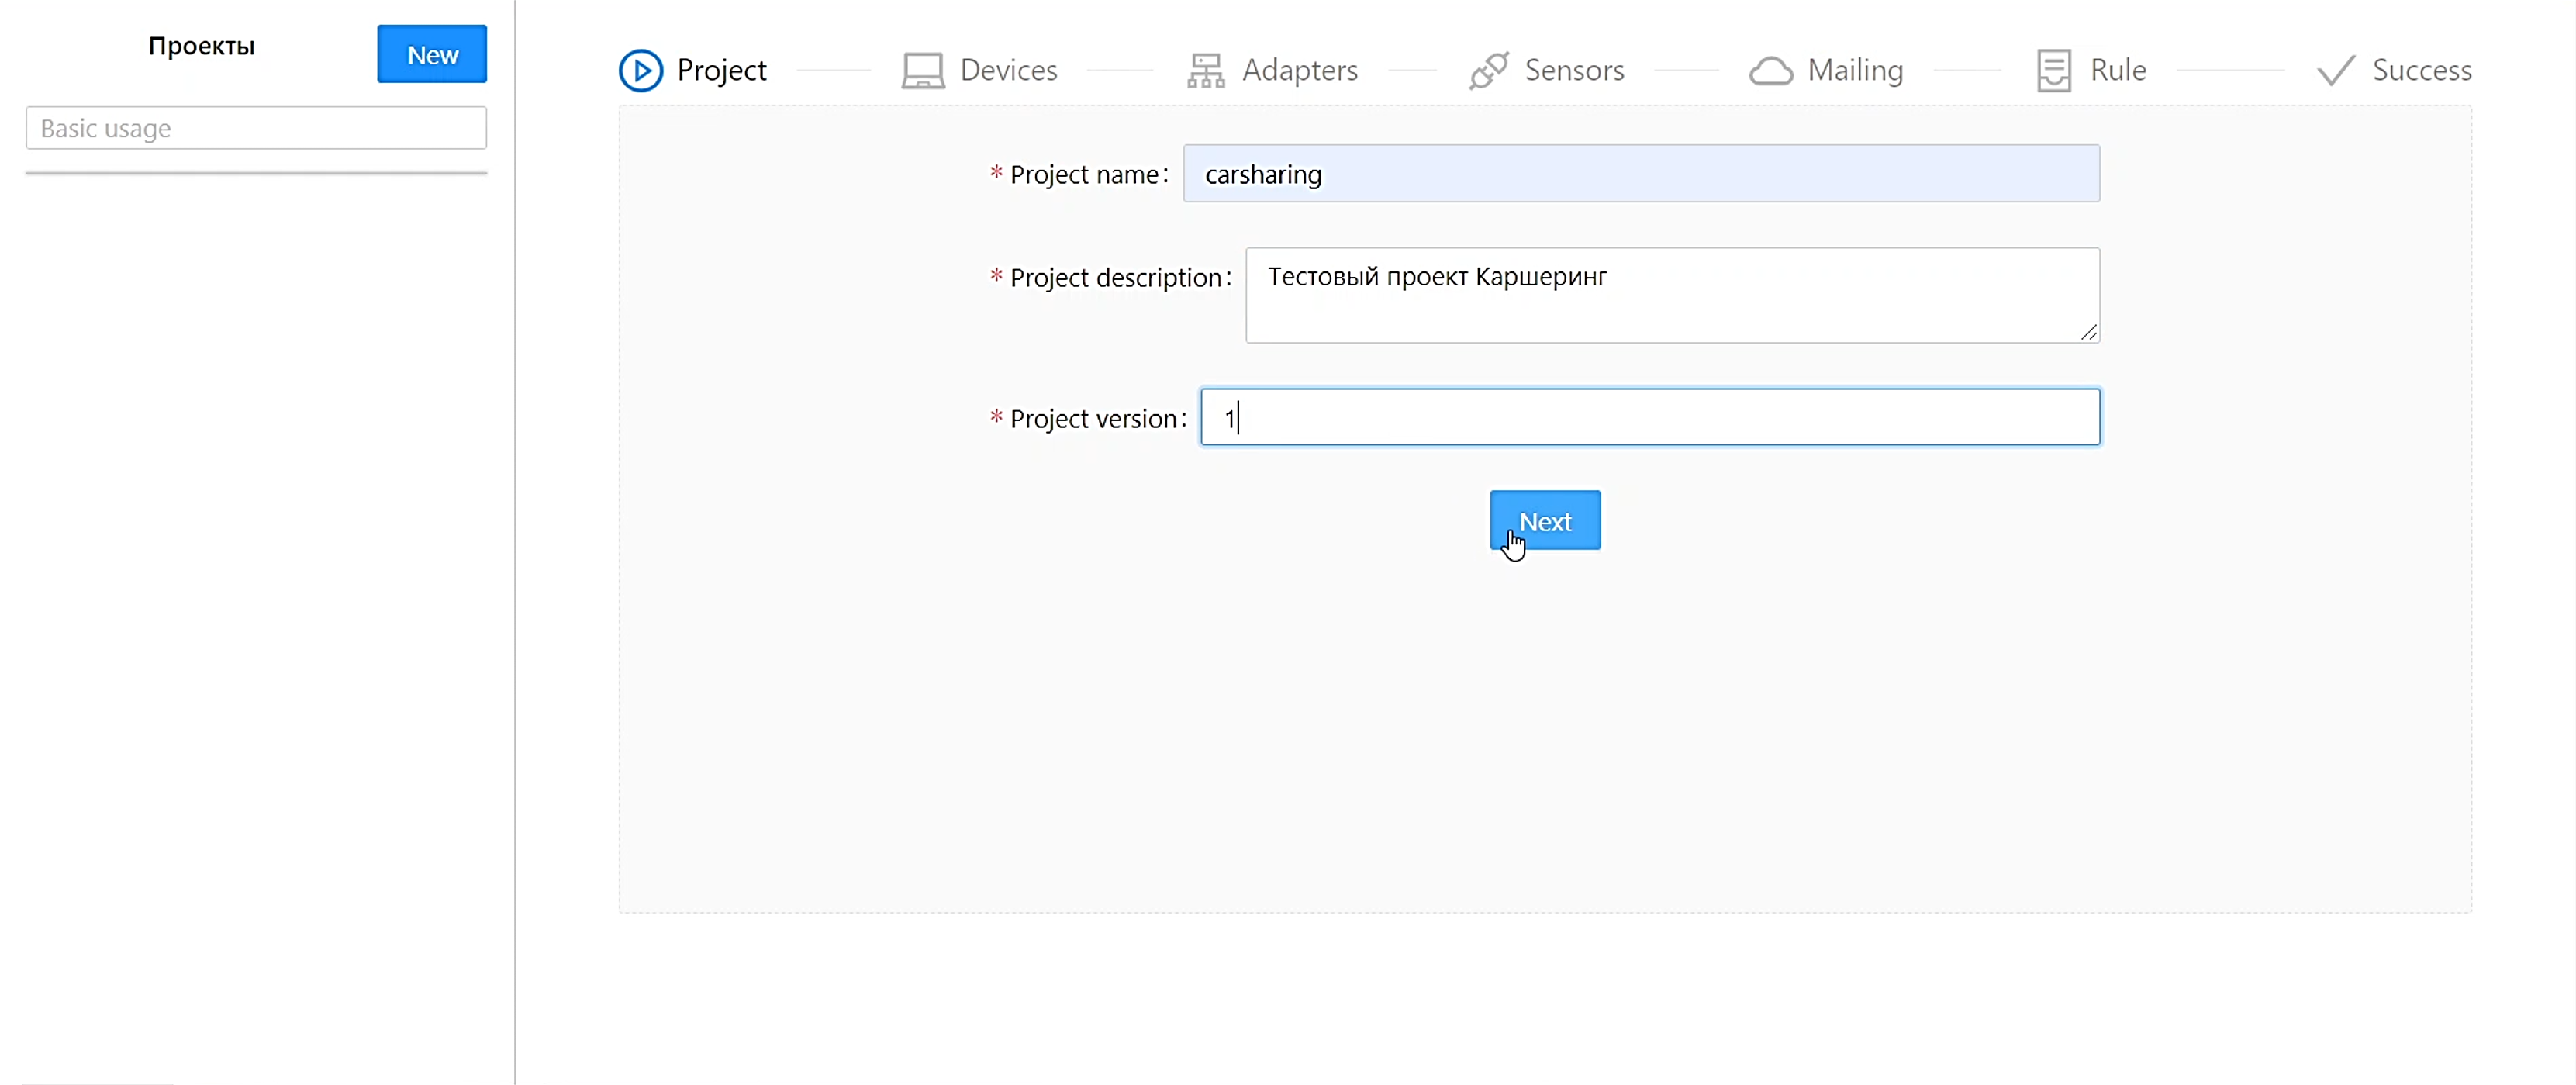 Проекты
New
Basic usage
Project
Devices
Adapters
Sensors
Mailing
Rule
Success
* Project name:
carsharing
* Project description:
Тестовый проект Каршеринг
* Project version:
1
Next